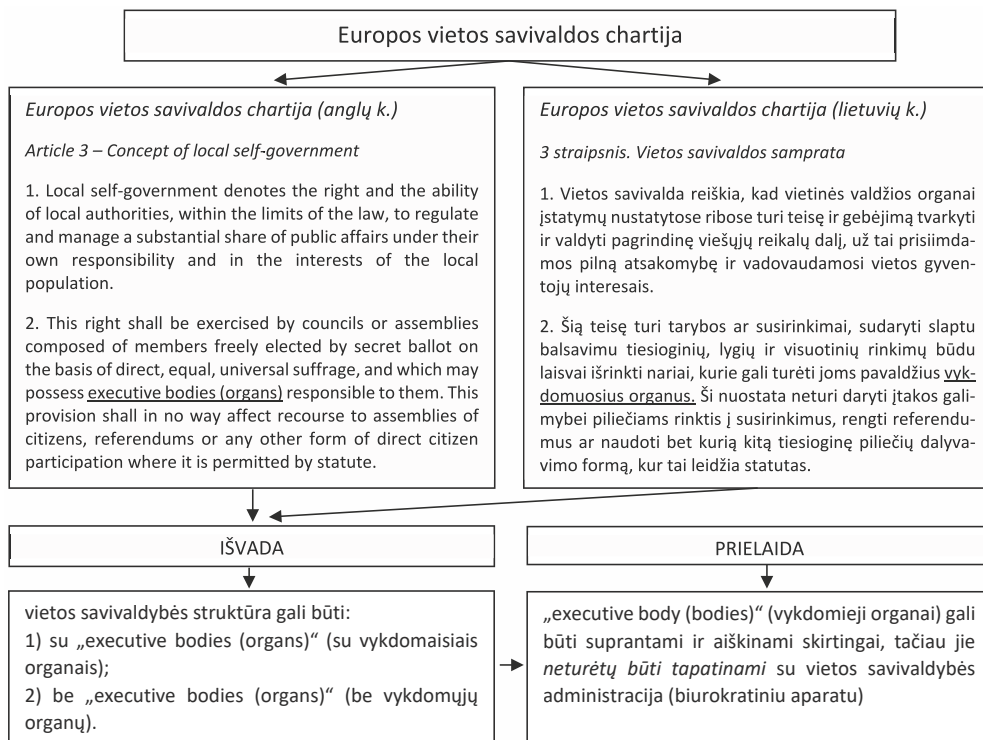 Europos vietos savivaldos chartija
Europos vietos savivaldos chartija (anglų k.)
Article 3 – Concept of local self-government
1. Local self-government denotes the right and the ability
of local authorities, within the limits of the law, to regulate
and manage a substantial share of public affairs under their
own responsibility and in the interests of the local
population.
2. This right shall be exercised by councils or assemblies
composed of members freely elected by secret ballot on
the basis of direct, equal, universal suffrage, and which may
possess executive bodies (organs) responsible to them. This
provision shall in no way affect recourse to assemblies of
citizens, referendums or any other form of direct citizen
participation where it is permitted by statute.
Europos vietos savivaldos chartija (lietuvių k.)
3 straipsnis. Vietos savivaldos samprata
1. Vietos savivalda reiškia, kad vietinės valdžios organai
įstatymų nustatytose ribose turi teisę ir gebėjimą tvarkyti
ir valdyti pagrindinę viešųjų reikalų dalį, už tai prisiimda-
mos pilną atsakomybę ir vadovaudamosi vietos gyven-
tojų interesais.
2. Šią teisę turi tarybos ar susirinkimai, sudaryti slaptu
balsavimu tiesioginių, lygių ir visuotinių rinkimų būdu
laisvai išrinkti nariai, kurie gali turėti joms pavaldžius vyk-
domuosius organus. Ši nuostata neturi daryti įtakos gali-
mybei piliečiams rinktis į susirinkimus, rengti referendu-
mus ar naudoti bet kurią kitą tiesioginę piliečių dalyva-
vimo formą, kur tai leidžia statutas.
IŠVADA
PRIELAIDA
vietos savivaldybės struktūra gali būti:
1) su „executive bodies (organs)“ (su vykdomaisiais
organais);
2) be „executive bodies (organs)“ (be vykdomųjų
organų).
„executive body (bodies)“ (vykdomieji organai) gali
būti suprantami ir aiškinami skirtingai, tačiau jie
neturėtų būti tapatinami su vietos savivaldybės
administracija (biurokratiniu aparatu)